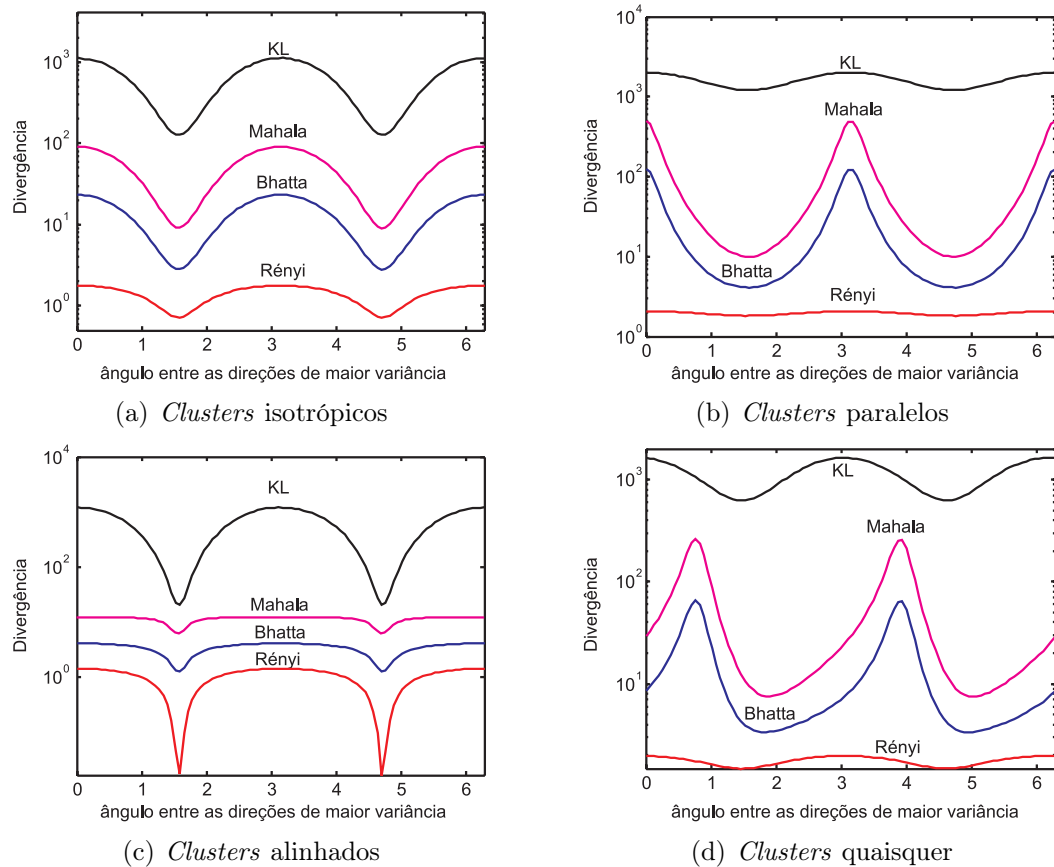 10^3
10^2
10^1
10^0
Divergência
KL
Mahala
Bhatta
Rényi
0 1 2 3 4 5 6
ângulo entre as direções de maior variância
(a) Clusters isotrópicos
10^4
10^3
10^2
10^1
10^0
Divergência
KL
Mahala
Bhatta
Rényi
0 1 2 3 4 5 6
ângulo entre as direções de maior variância
(b) Clusters paralelos
10^4
10^2
10^0
Divergência
KL
Mahala
Bhatta
Rényi
0 1 2 3 4 5 6
ângulo entre as direções de maior variância
(c) Clusters alinhados
10^3
10^2
10^1
Divergência
KL
Mahala
Bhatta
Rényi
0 1 2 3 4 5 6
ângulo entre as direções de maior variância
(d) Clusters quaisquer